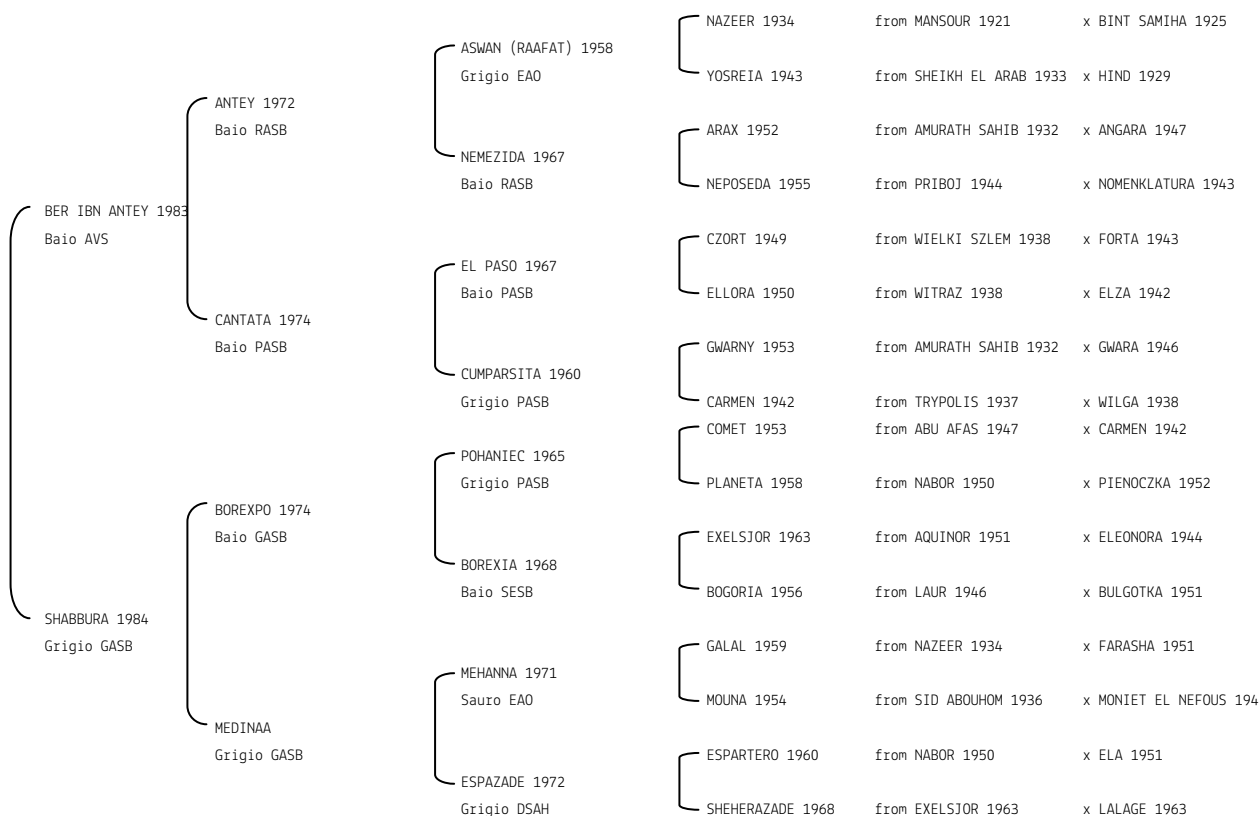 NAZEER 1934 from MANSOUR 1921 x BINT SAMIHA 1925
ASWAN (RAAFAT) 1958
Grigio EAO YOSREIA 1943 from SHEIKH EL ARAB 1933 x HIND 1929
ANTEY 1972
Baio RASB ARAX 1952 from AMURATH SAHIB 1932 x ANGARA 1947
NEMEZIDA 1967
Baio RASB NEPOSEDA 1955 from PRIBOJ 1944 x NOMENKLATURA 1943
BER IBN ANTEY 1983
Baio AVS CZORT 1949 from WIELKI SZLEM 1938 x FORTA 1943
EL PASO 1967
Baio PASB ELLORA 1950 from WITRAZ 1938 x ELZA 1942
CANTATA 1974
Baio PASB GWARNY 1953 from AMURATH SAHIB 1932 x GWARA 1946
CUMPARSITA 1960
Grigio PASB CARMEN 1942 from TRYPOLIS 1937 x WILGA 1938
COMET 1953 from ABU AFAS 1947 x CARMEN 1942
POHANIEC 1965
Grigio PASB PLANETA 1958 from NABOR 1950 x PIENOCZKA 1952
BOREXPO 1974
Baio GASB EXELSJOR 1963 from AQUINOR 1951 x ELEONORA 1944
BOREXIA 1968
Baio SESB BOGORIA 1956 from LAUR 1946 x BULGOTKA 1951
SHABBURA 1984
Grigio GASB GALAL 1959 from NAZEER 1934 x FARASHA 1951
MEHANNA 1971
Sauro EAO MOUNA 1954 from SID ABOUHOM 1936 x MONIET EL NEFOUS 194
MEDINAA
Grigio GASB ESPARTERO 1960 from NABOR 1950 x ELA 1951
ESPAZADE 1972
Grigio DSAH SHEHERAZADE 1968 from EXELSJOR 1963 x LALAGE 1963